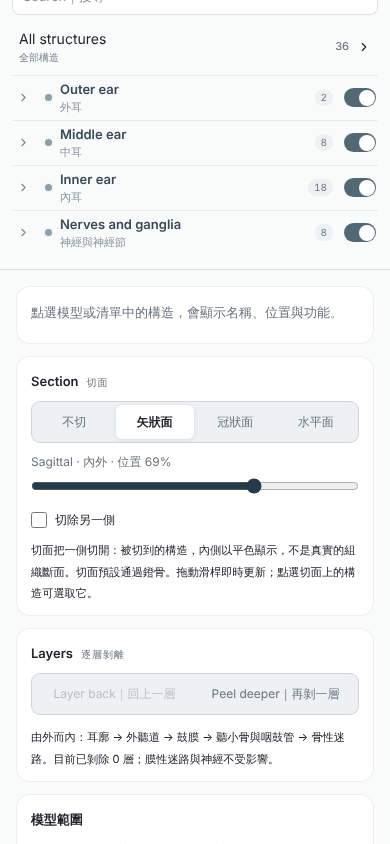 All structures
全部構造
36
Outer ear
外耳
2
Middle ear
中耳
8
Inner ear
內耳
18
Nerves and ganglia
神經與神經節
8
點選模型或清單中的構造，會顯示名稱、位置與功能。
Section 切面
不切 矢狀面 冠狀面 水平面
Sagittal · 內外 · 位置 69%
切除另一側
切面把一側切開：被切到的構造，內側以平色顯示，不是真實的組
織斷面。切面預設通過鐙骨。拖動滑桿即時更新；點選切面上的構
造可選取它。
Layers 逐層剝離
Layer back｜回上一層 Peel deeper｜再剝一層
由外而內：耳廓 → 外聽道 → 鼓膜 → 聽小骨與咽鼓管 → 骨性迷
路。目前已剝除 0 層；膜性迷路與神經不受影響。
模型範圍